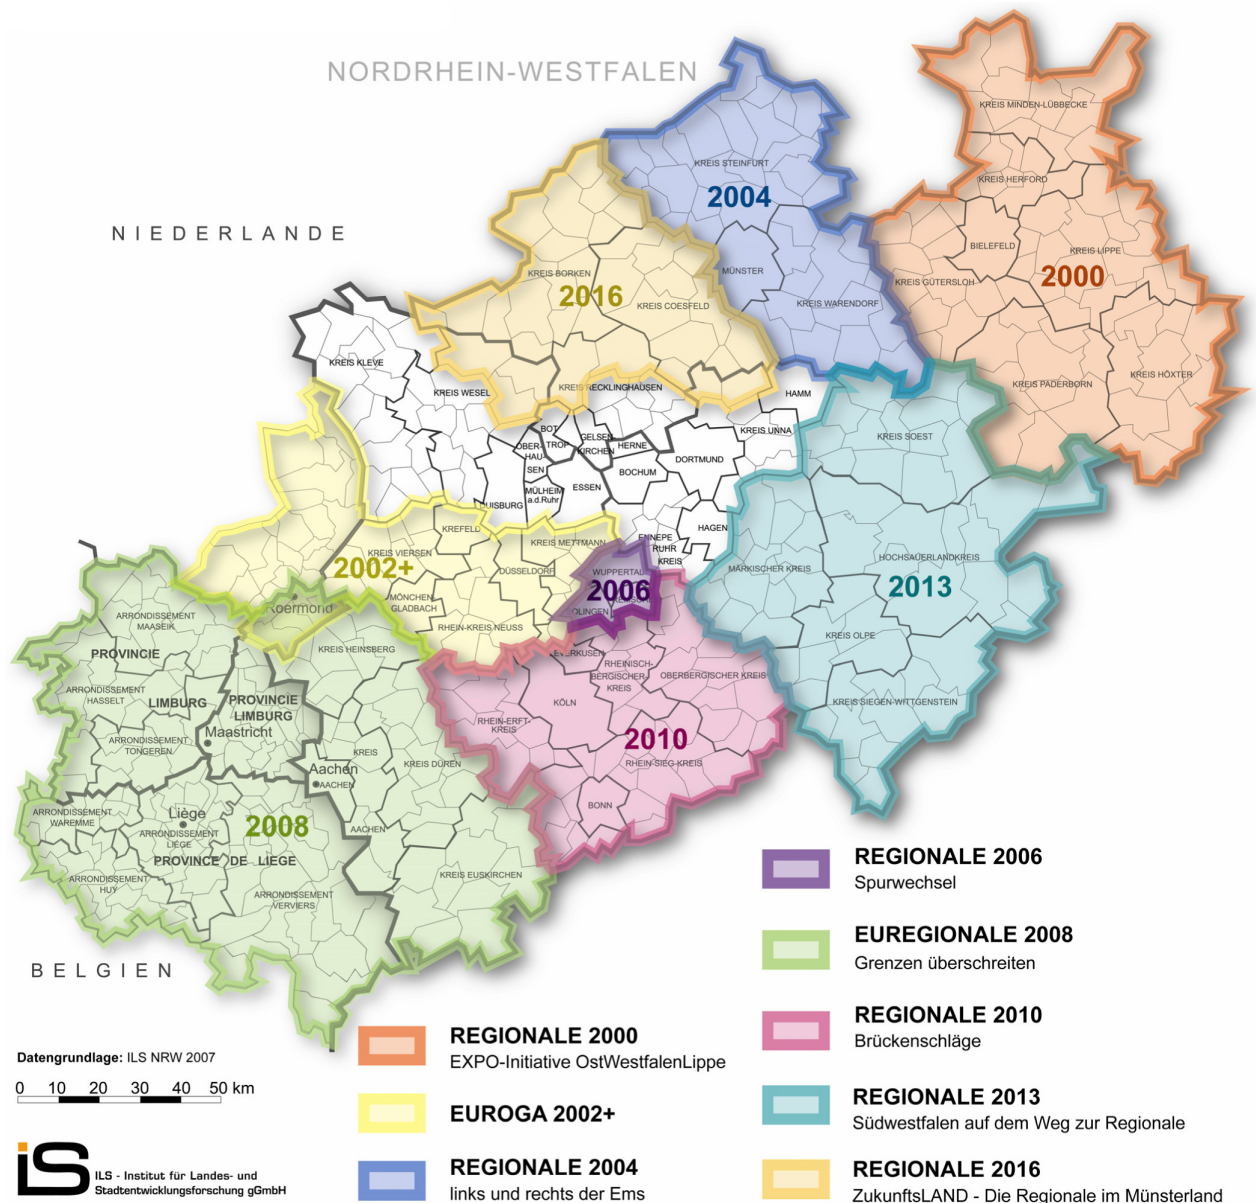 NORDRHEIN-WESTFALEN
NIEDERLANDE
BELGIEN
KREIS MINDEN-LÜBBECKE
KREIS HERFORD
BIELEFELD
KREIS LIPPE
2000
KREIS GÜTERSLOH
KREIS PADERBORN
KREIS HÖXTER
KREIS STEINFURT
2004
MÜNSTER
KREIS WARENDORF
KREIS BORKEN
2016
KREIS COESFELD
KREIS RECKLINGHAUSEN
KREIS KLEVE
KREIS WESEL
HAMM
KREIS UNNA
BOT
TROP
GELSEN
KIRCHEN
HERNE
OBER-
HAU-
SEN
BOCHUM
DORTMUND
MÜLHEIM
a.d.Ruhr
ESSEN
DUISBURG
HAGEN
ENNEPE
RUHR
KREIS
KREIS SOEST
HOCHSAUERLANDKREIS
MÄRKISCHER KREIS
2013
KREIS OLPE
KREIS SIEGEN-WITTGENSTEIN
KREFELD
KREIS VIERSEN
2002+
KREIS METTMANN
DÜSSELDORF
MÖNCHEN-
GLADBACH
RHEIN-KREIS NEUSS
WUPPERTAL
2006
SOLINGEN
Roermond
LEVERKUSEN
RHEINISCH-
BERGISCHER
KREIS
OBERBERGISCHER KREIS
KÖLN
RHEIN-ERFT-
KREIS
2010
RHEIN-SIEG-KREIS
BONN
ARRONDISSEMENT
MAASEIK
PROVINCIE
LIMBURG
ARRONDISSEMENT
HASSELT
ARRONDISSEMENT
TONGEREN
PROVINCIE
LIMBURG
Maastricht
KREIS HEINSBERG
KREIS
AACHEN
KREIS DÜREN
Aachen
AACHEN
ARRONDISSEMENT
WAREMME
Liège
ARRONDISSEMENT
LIÈGE
2008
PROVINCE DE LIEGE
ARRONDISSEMENT
HUY
ARRONDISSEMENT
VERVIERS
KREIS EUSKIRCHEN
REGIONALE 2000
EXPO-Initiative OstWestfalenLippe
EUROGA 2002+
REGIONALE 2004
links und rechts der Ems
REGIONALE 2006
Spurwechsel
EUREGIONALE 2008
Grenzen überschreiten
REGIONALE 2010
Brückenschläge
REGIONALE 2013
Südwestfalen auf dem Weg zur Regionale
REGIONALE 2016
ZukunftsLAND - Die Regionale im Münsterland
Datengrundlage: ILS NRW 2007
0 10 20 30 40 50 km
iLS
ILS - Institut für Landes- und
Stadtentwicklungsforschung gGmbH